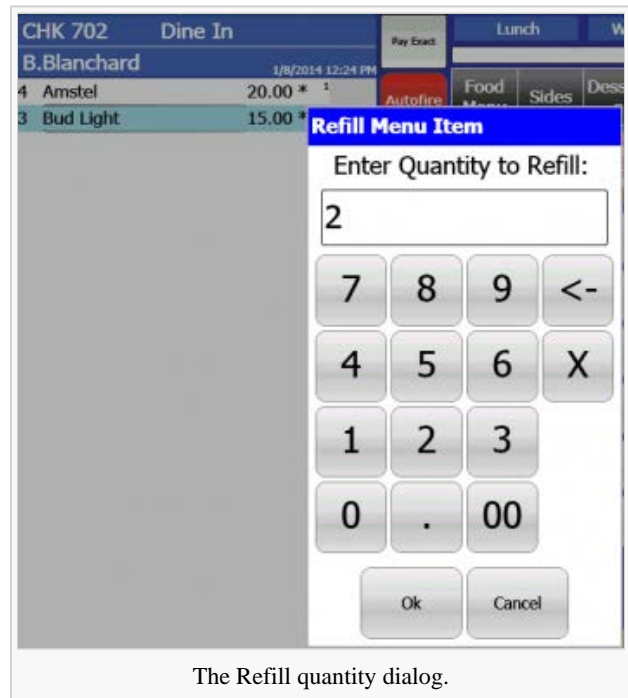 CHK 702 Dine In
B.Blanchard 1/8/2014 12:24 PM
4 Amstel 20.00 * 1
3 Bud Light 15.00 *
Pay Exact
Lunch W
Autofire
Food
Sides
Refill Menu Item
Enter Quantity to Refill:
2
7 8 9 <-
4 5 6 X
1 2 3
0 . 00
Ok Cancel
The Refill quantity dialog.